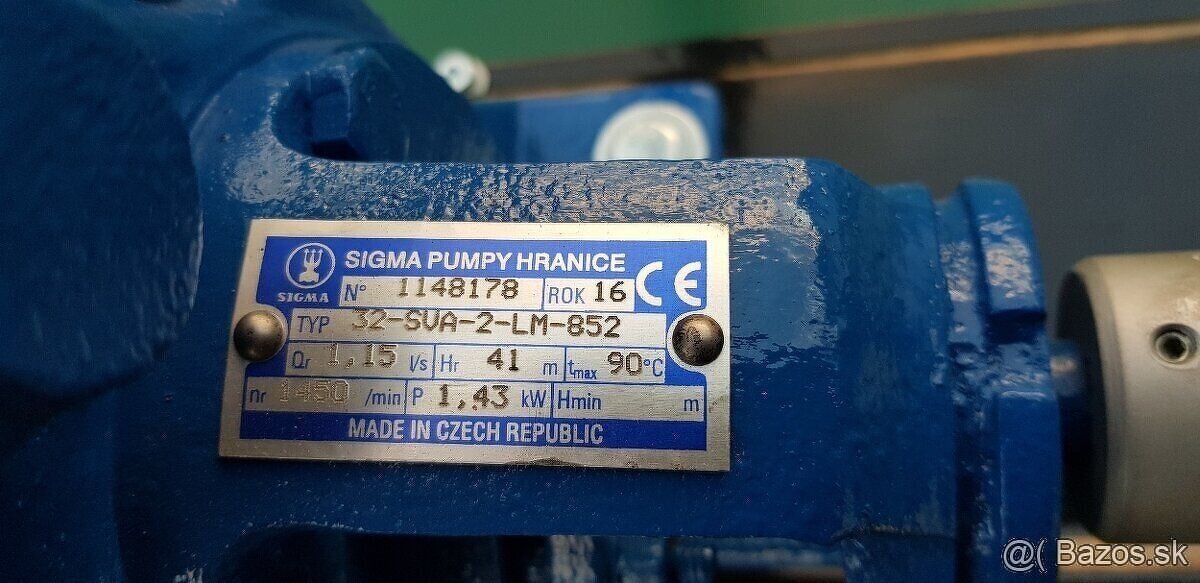 SIGMA PUMPY HRANICE
SIGMA
N° 1148178 ROK 16 CE
TYP 32-SVA-2-LM-852
Qr 1,15 l/s Hr 41 m tmax 90°C
nr 1450 /min P 1,43 kW Hmin m
MADE IN CZECH REPUBLIC
@( Bazos.sk